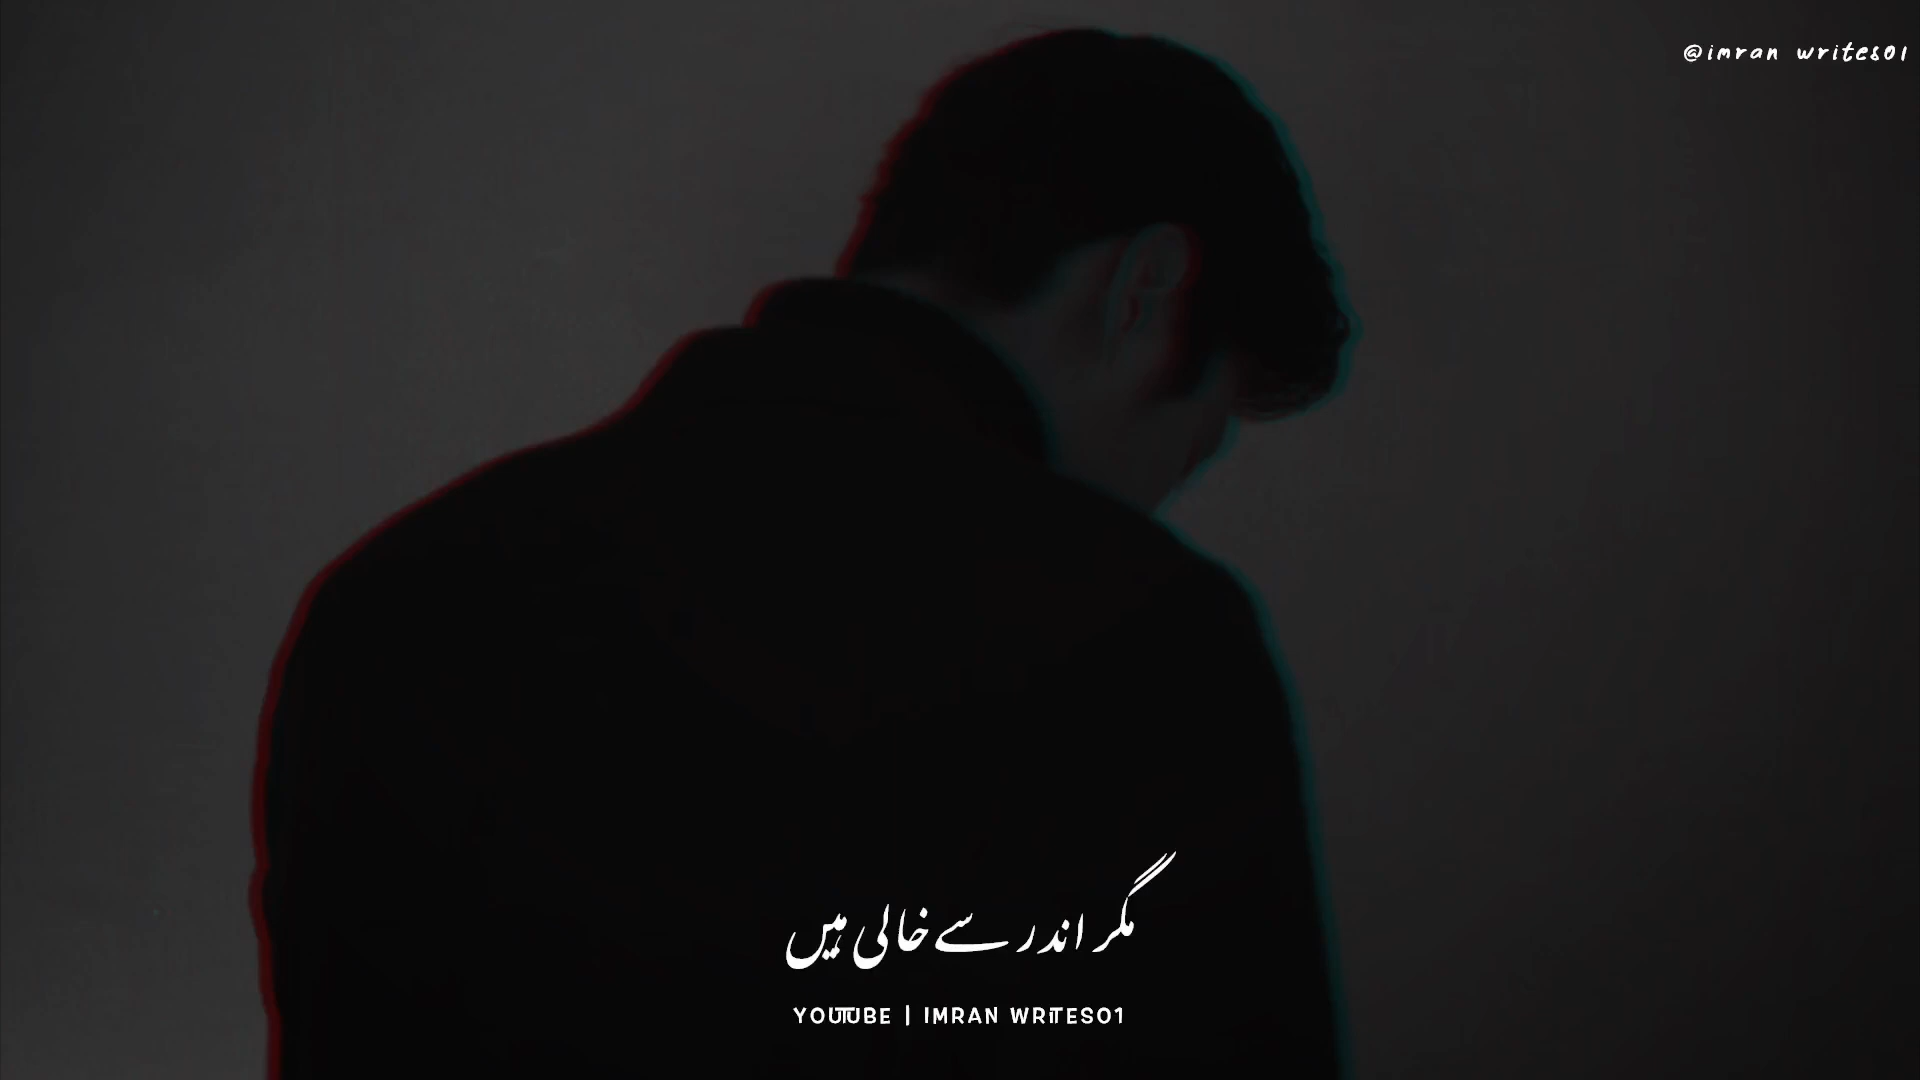 @imran writes01
مگر اندر سے خالی ہیں
YOUTUBE | IMRAN WRITES01